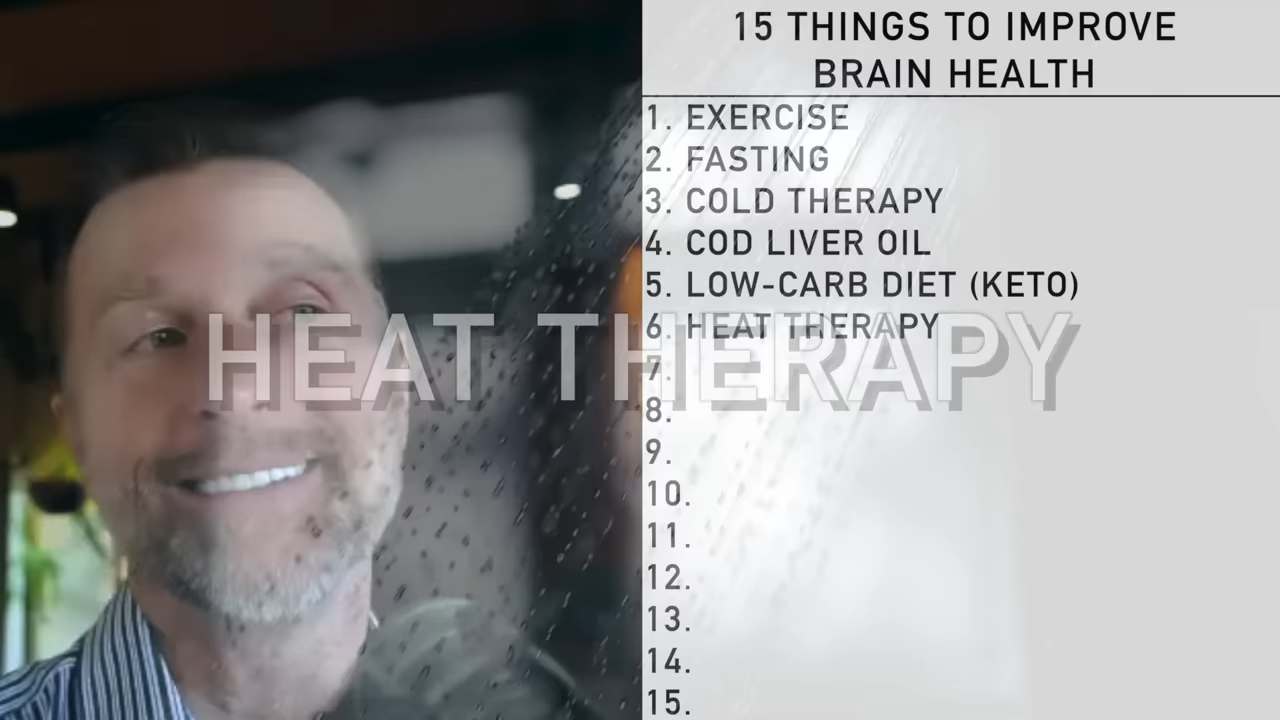 15 THINGS TO IMPROVE
BRAIN HEALTH
1. EXERCISE
2. FASTING
3. COLD THERAPY
4. COD LIVER OIL
5. LOW-CARB DIET (KETO)
6. HEAT THERAPY
HEAT THERAPY
7.
8.
9.
10.
11.
12.
13.
14.
15.